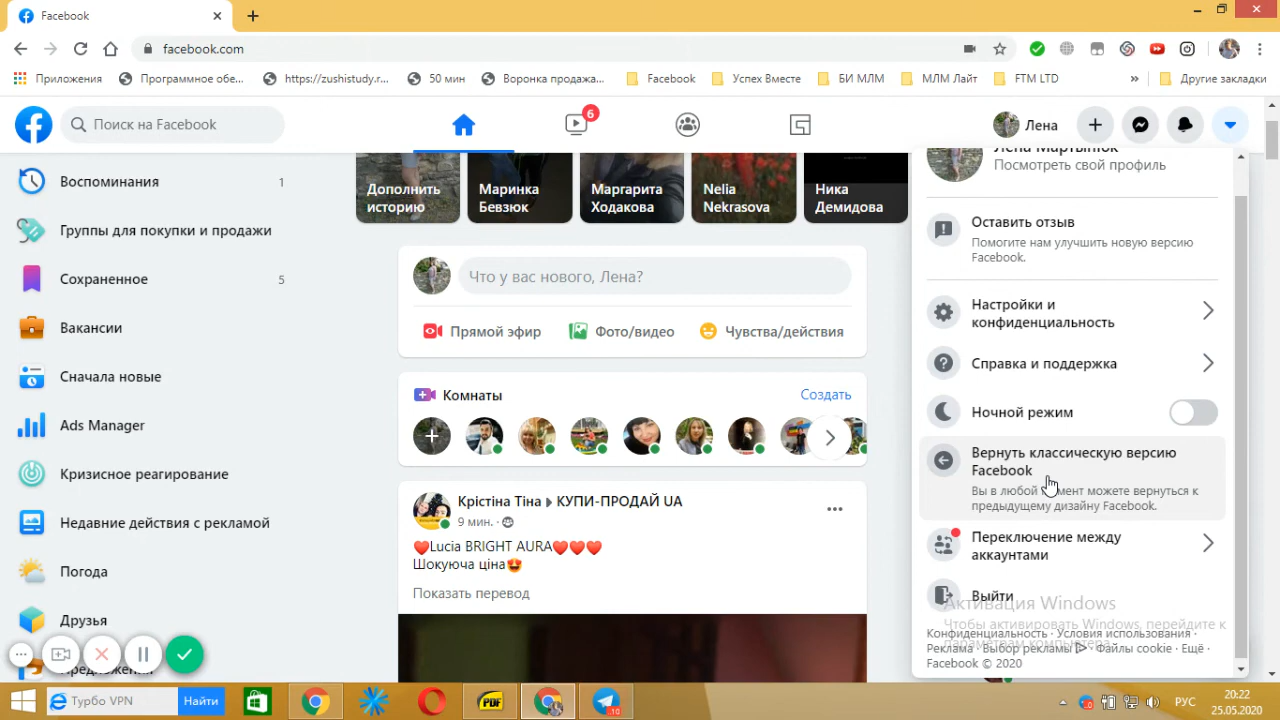 Facebook
facebook.com
Приложения
Программное обе...
https://zushistudy.r...
50 мин
Воронка продажа...
Facebook
Успех Вместе
БИ МЛМ
МЛМ Лайт
FTM LTD
»
Другие закладки
Поиск на Facebook
6
Лена
Воспоминания
1
Группы для покупки и продажи
Сохраненное
5
Вакансии
Сначала новые
Ads Manager
Кризисное реагирование
Недавние действия с рекламой
Погода
Друзья
Дополнить
историю
Маринка
Бевзюк
Маргарита
Ходакова
Nelia
Nekrasova
Ника
Демидова
Что у вас нового, Лена?
Прямой эфир
Фото/видео
Чувства/действия
Комнаты
Создать
Крістіна Тіна
КУПИ-ПРОДАЙ UA
9 мин.
Lucia BRIGHT AURA
Шокуюча ціна
Показать перевод
Лена Мартынюк
Посмотреть свой профиль
Оставить отзыв
Помогите нам улучшить новую версию
Facebook.
Настройки и
конфиденциальность
Справка и поддержка
Ночной режим
Вернуть классическую версию
Facebook
Вы в любой момент можете вернуться к
предыдущему дизайну Facebook.
Переключение между
аккаунтами
Выйти
Активация Windows
Чтобы активировать Windows, перейдите к
параметрам компьютера.
Конфиденциальность · Условия использования ·
Реклама · Выбор рекламы · Файлы cookie · Ещё ·
Facebook © 2020
Турбо VPN
Найти
PDF
10
РУС
20:22
25.05.2020